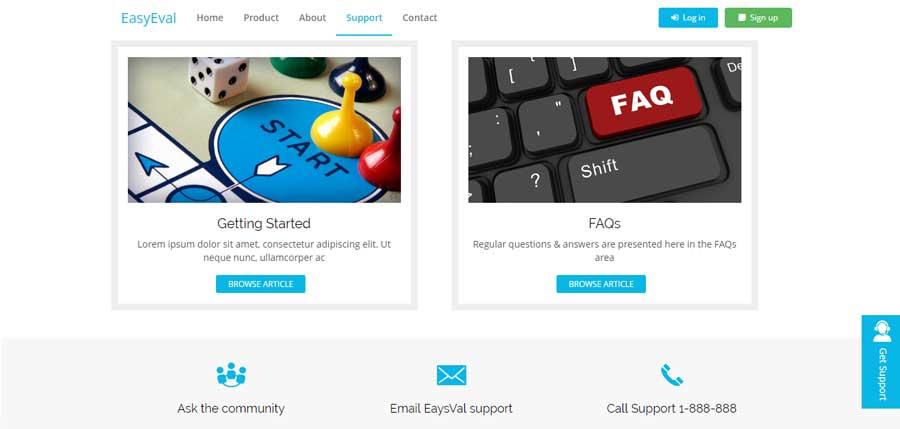 EasyEval
Home
Product
About
Support
Contact
Log in
Sign up
START
[
]
De
FAQ
:
;
"
,
?
Shift
Getting Started
FAQs
Lorem ipsum dolor sit amet, consectetur adipiscing elit. Ut
neque nunc, ullamcorper ac
Regular questions & answers are presented here in the FAQs
area
BROWSE ARTICLE
BROWSE ARTICLE
Get Support
Ask the community
Email EaysVal support
Call Support 1-888-888